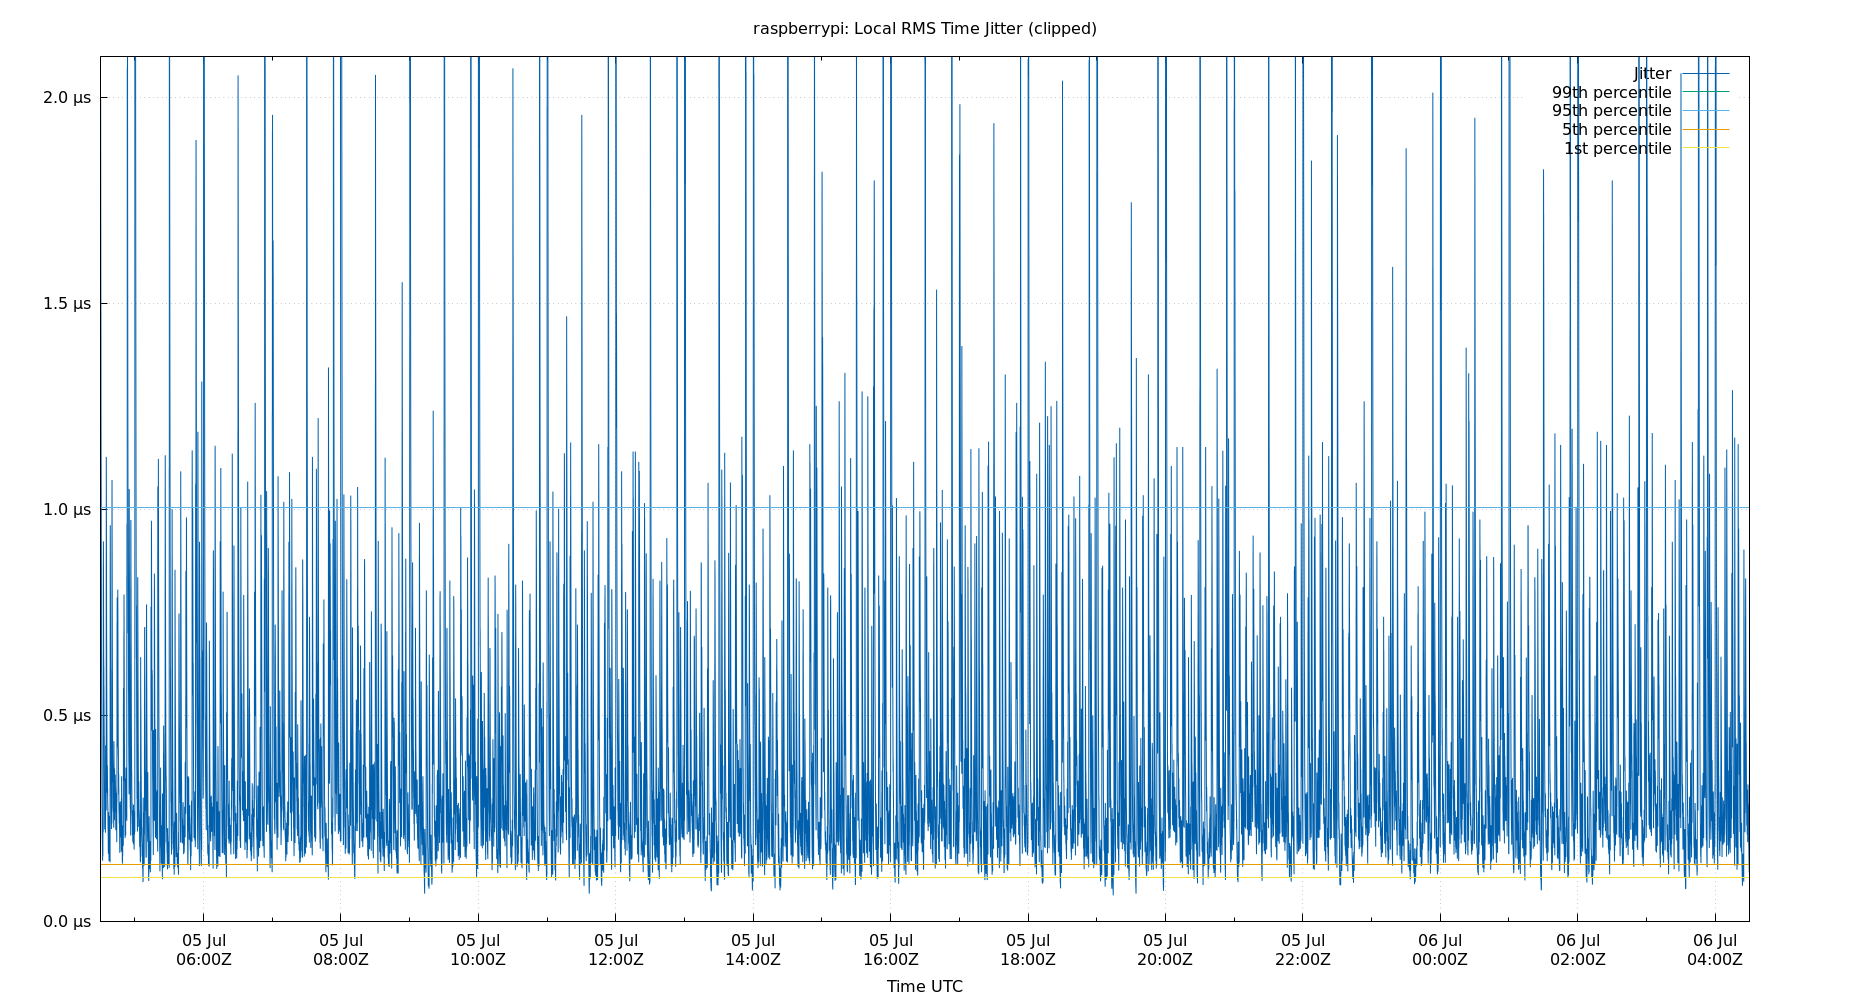 raspberrypi: Local RMS Time Jitter (clipped)
Jitter
99th percentile
95th percentile
5th percentile
1st percentile
2.0 µs
1.5 µs
1.0 µs
0.5 µs
0.0 µs
05 Jul 05 Jul 05 Jul 05 Jul 05 Jul 05 Jul 05 Jul 05 Jul 05 Jul 06 Jul 06 Jul 06 Jul
06:00Z 08:00Z 10:00Z 12:00Z 14:00Z 16:00Z 18:00Z 20:00Z 22:00Z 00:00Z 02:00Z 04:00Z
Time UTC